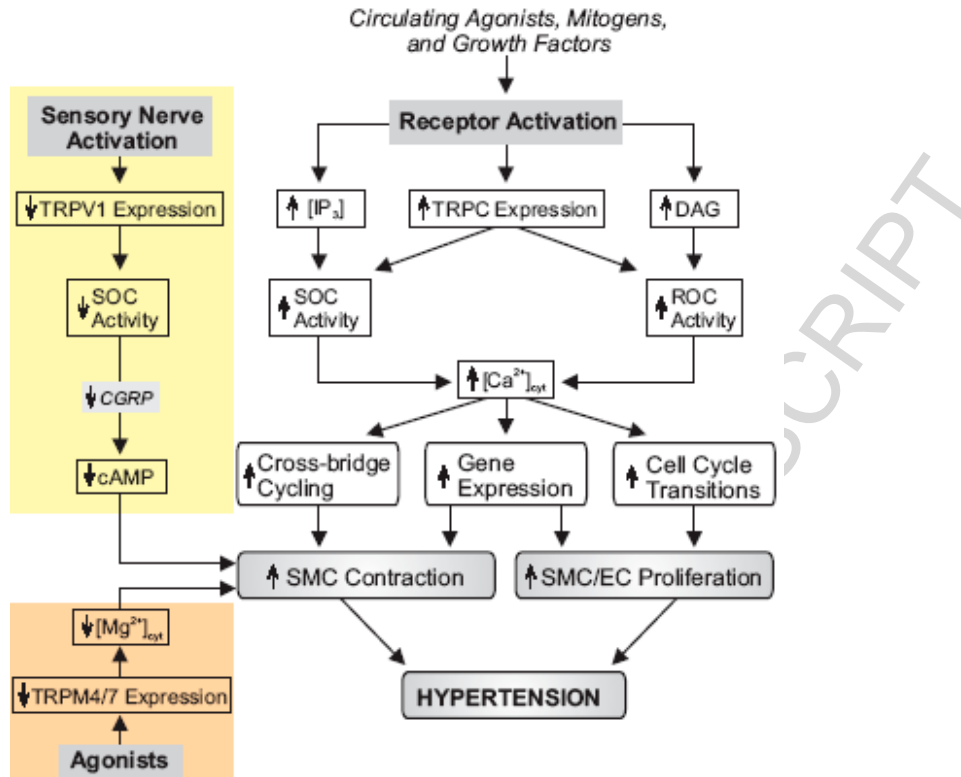 Circulating Agonists, Mitogens,
and Growth Factors
Sensory Nerve
Activation
Receptor Activation
↓TRPV1 Expression
↑ [IP₃]
↑TRPC Expression
↑DAG
↓SOC
Activity
↑SOC
Activity
↑ROC
Activity
↓CGRP
↑[Ca²⁺]cyt
↓cAMP
↑Cross-bridge
Cycling
↑Gene
Expression
↑Cell Cycle
Transitions
↑ SMC Contraction
↑SMC/EC Proliferation
↓[Mg²⁺]cyt
↓TRPM4/7 Expression
HYPERTENSION
Agonists
SCRIPT